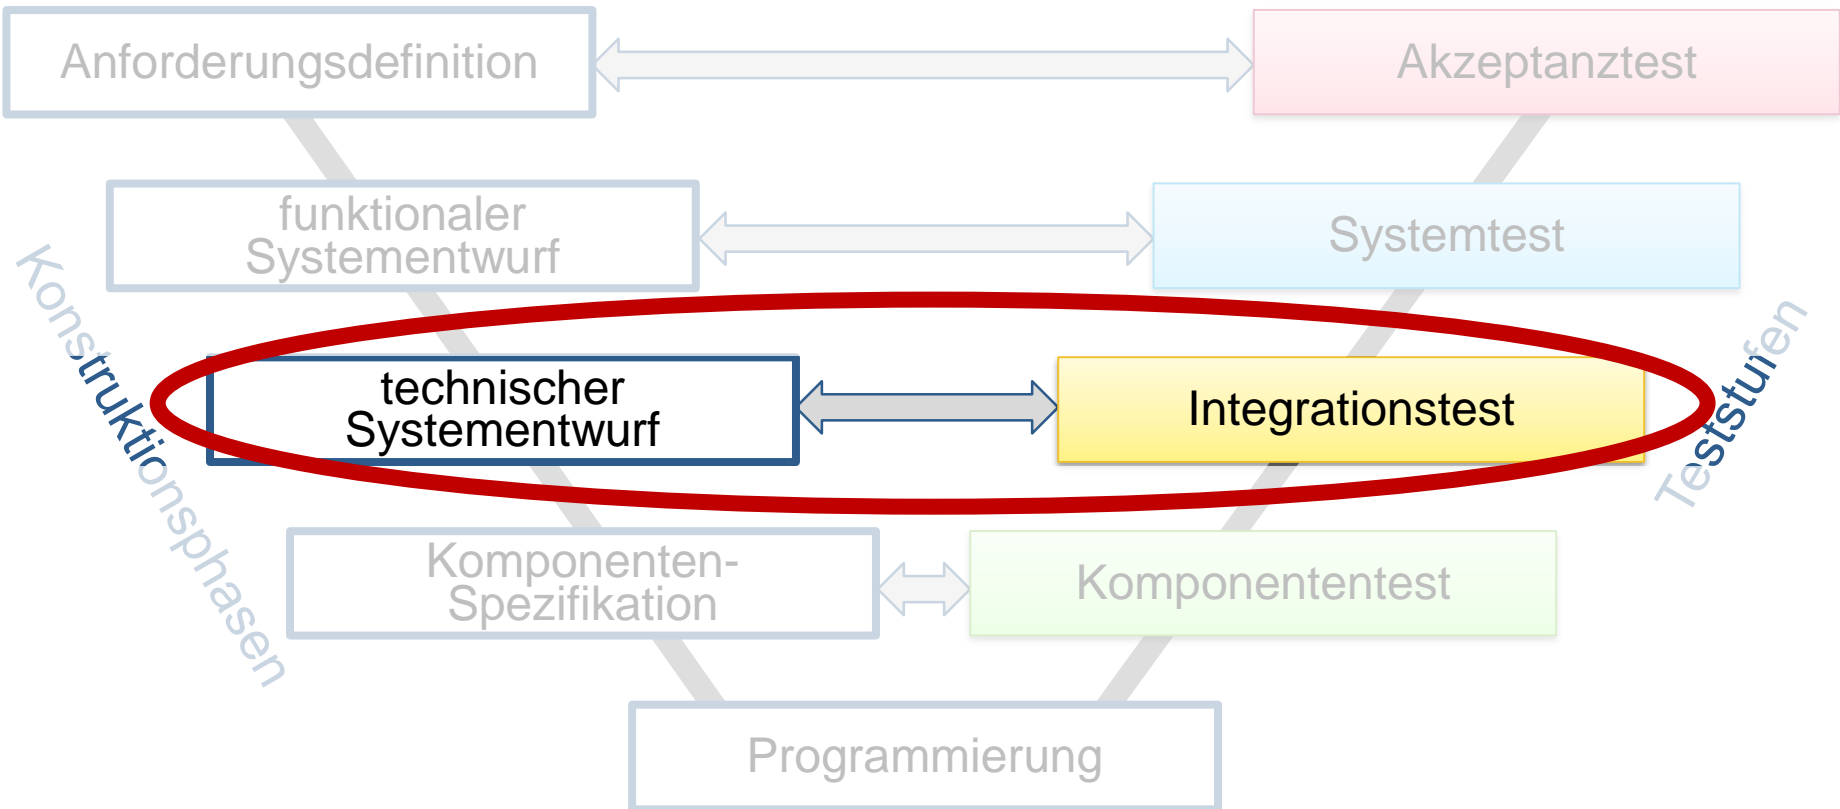 Anforderungsdefinition
Akzeptanztest
funktionaler
Systementwurf
Systemtest
Konstruktionsphasen
Teststufen
technischer
Systementwurf
Integrationstest
Komponenten-
Spezifikation
Komponententest
Programmierung